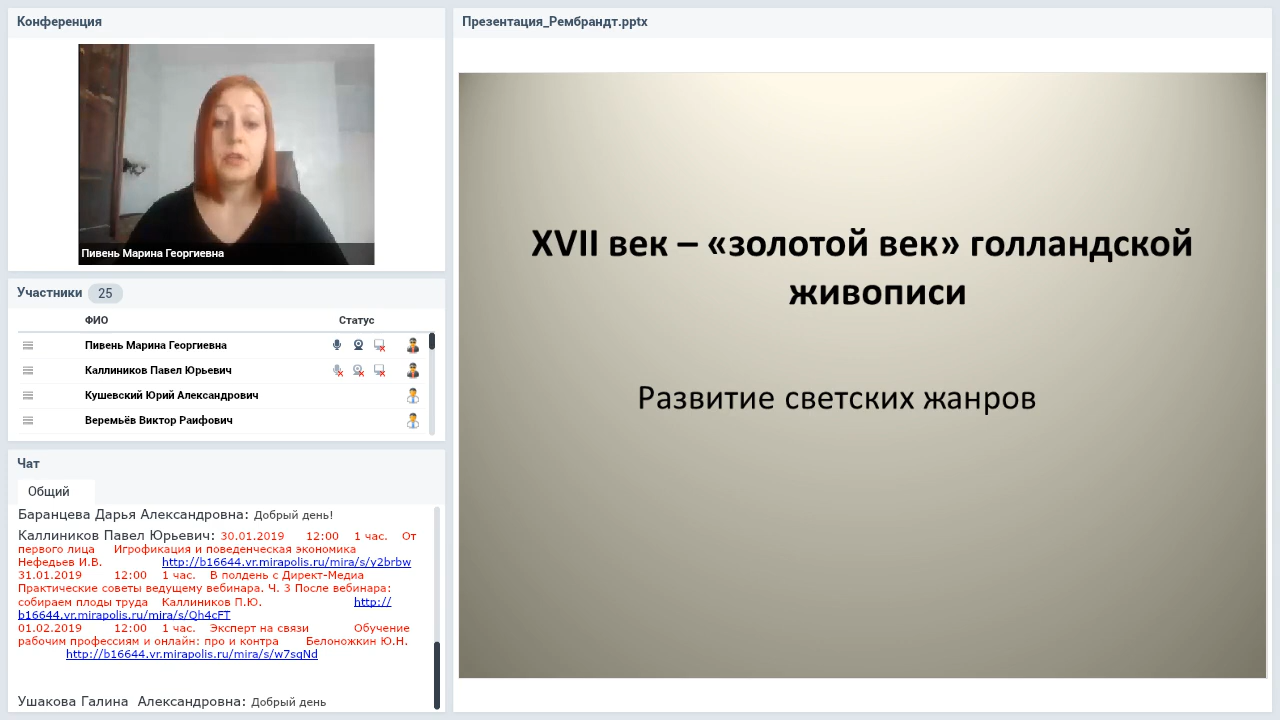 Конференция
Пивень Марина Георгиевна
Участники 25
ФИО Статус
Пивень Марина Георгиевна
Каллиников Павел Юрьевич
Кушевский Юрий Александрович
Веремьёв Виктор Раифович
Чат
Общий
Баранцева Дарья Александровна: Добрый день!
Каллиников Павел Юрьевич: 30.01.2019 12:00 1 час. От
первого лица Игрофикация и поведенческая экономика
Нефедьев И.В. http://b16644.vr.mirapolis.ru/mira/s/y2brbw
31.01.2019 12:00 1 час. В полдень с Директ-Медиа
Практические советы ведущему вебинара. Ч. 3 После вебинара:
собираем плоды труда Каллиников П.Ю. http://
b16644.vr.mirapolis.ru/mira/s/Qh4cFT
01.02.2019 12:00 1 час. Эксперт на связи Обучение
рабочим профессиям и онлайн: про и контра Белоножкин Ю.Н.
http://b16644.vr.mirapolis.ru/mira/s/w7sqNd
Ушакова Галина Александровна: Добрый день
Презентация_Рембрандт.pptx
XVII век – «золотой век» голландской
живописи
Развитие светских жанров